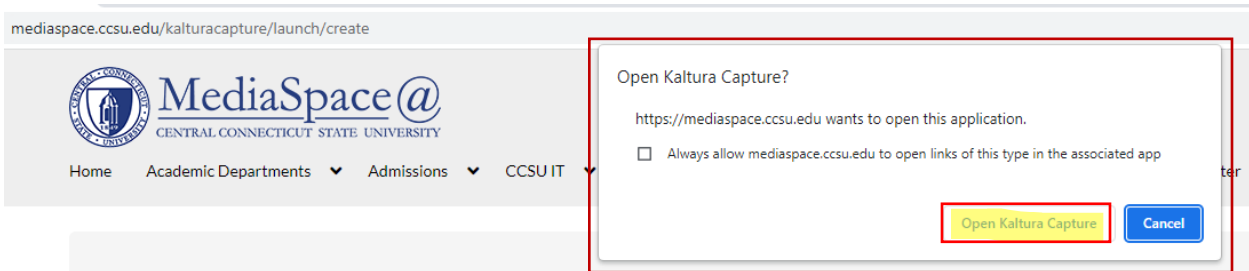 mediaspace.ccsu.edu/kalturacapture/launch/create
MediaSpace@
CENTRAL CONNECTICUT STATE UNIVERSITY
Home Academic Departments Admissions CCSU IT
ter
Open Kaltura Capture?
https://mediaspace.ccsu.edu wants to open this application.
Always allow mediaspace.ccsu.edu to open links of this type in the associated app
Open Kaltura Capture Cancel